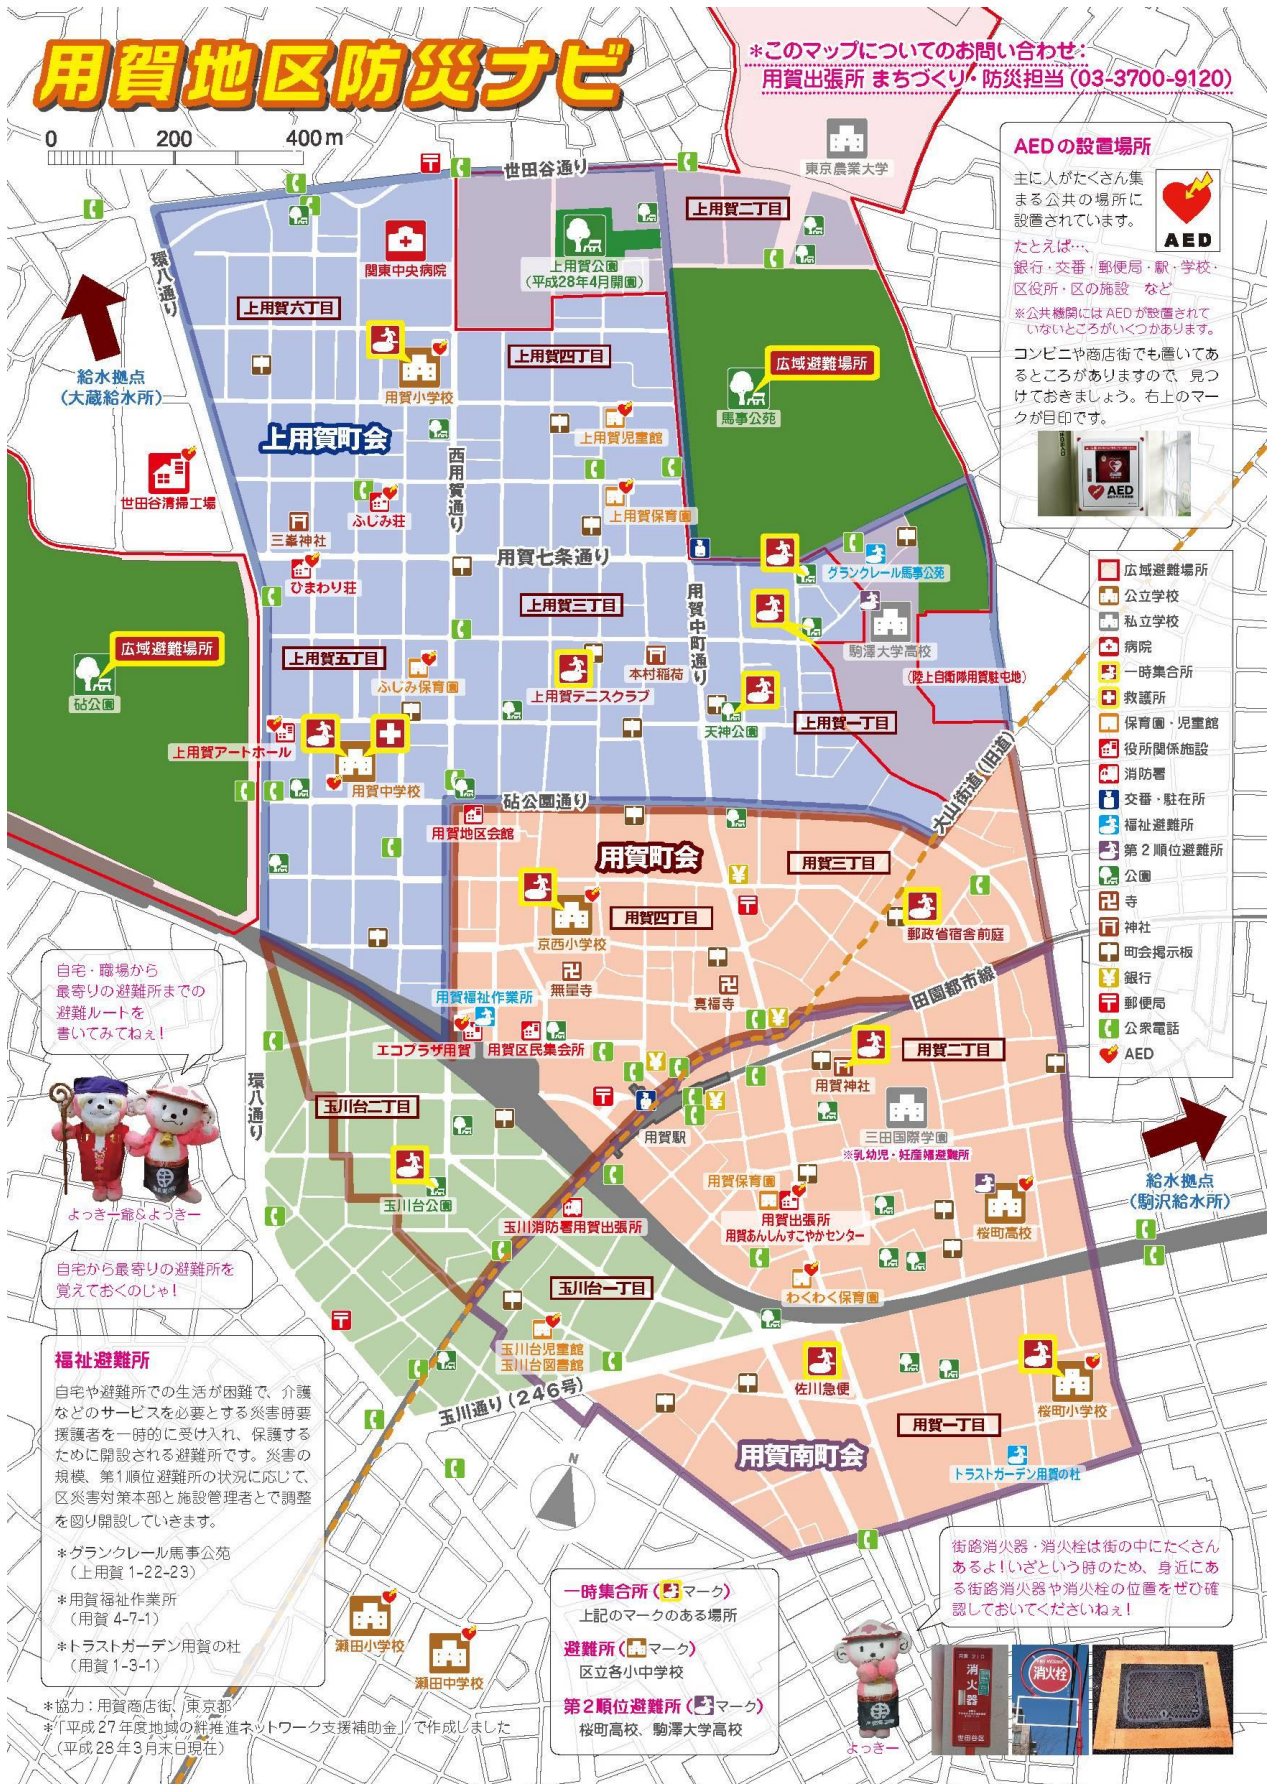 用賀地区防災ナビ
*このマップについてのお問い合わせ:
用賀出張所 まちづくり・防災担当(03-3700-9120)
0 200 400m
AEDの設置場所
主に人がたくさん集
まる公共の場所に
設置されています。
たとえば…、
銀行・交番・郵便局・駅・学校・
区役所・区の施設 など
※公共機関にはAEDが設置されて
いないところがいくつかあります。
コンビニや商店街でも置いてあ
るところがありますので、見つ
けておきましょう。右上のマー
クが目印です。
AED
AED
世田谷通り
東京農業大学
上用賀二丁目
関東中央病院
上用賀公園
(平成28年4月開園)
環八通り
上用賀六丁目
上用賀四丁目
給水拠点
(大蔵給水所)
用賀小学校
広域避難場所
馬事公苑
上用賀町会
上用賀児童館
西用賀通り
世田谷清掃工場
ふじみ荘
上用賀保育園
三峯神社
用賀七条通り
ひまわり荘
グランクレール馬事公苑
上用賀三丁目
用賀中町通り
駒澤大学高校
広域避難場所
砧公園
上用賀五丁目
ふじみ保育園
本村稲荷
上用賀テニスクラブ
(陸上自衛隊用賀駐屯地)
天神公園
上用賀一丁目
上用賀アートホール
用賀中学校
大山街道(旧道)
砧公園通り
用賀地区会館
用賀町会
用賀三丁目
用賀四丁目
京西小学校
郵政省宿舎前庭
無量寺
真福寺
田園都市線
用賀福祉作業所
エコプラザ用賀
用賀区民集会所
用賀二丁目
用賀神社
環八通り
玉川台二丁目
用賀駅
三田国際学園
※乳幼児・妊産婦避難所
玉川台公園
用賀保育園
用賀出張所
用賀あんしんすこやかセンター
桜町高校
玉川消防署用賀出張所
玉川台一丁目
わくわく保育園
玉川台児童館
玉川台図書館
佐川急便
桜町小学校
玉川通り(246号)
用賀一丁目
用賀南町会
トラストガーデン用賀の杜
N
瀬田小学校
瀬田中学校
給水拠点
(駒沢給水所)
広域避難場所
公立学校
私立学校
病院
一時集合所
救護所
保育園・児童館
役所関係施設
消防署
交番・駐在所
福祉避難所
第2順位避難所
公園
寺
神社
町会掲示板
銀行
郵便局
公衆電話
AED
自宅・職場から
最寄りの避難所までの
避難ルートを
書いてみてねぇ!
よっきー爺&よっきー
自宅から最寄りの避難所を
覚えておくのじゃ!
福祉避難所
自宅や避難所での生活が困難で、介護
などのサービスを必要とする災害時要
援護者を一時的に受け入れ、保護する
ために開設される避難所です。災害の
規模、第1順位避難所の状況に応じて、
区災害対策本部と施設管理者とで調整
を図り開設していきます。
*グランクレール馬事公苑
(上用賀1-22-23)
*用賀福祉作業所
(用賀4-7-1)
*トラストガーデン用賀の杜
(用賀1-3-1)
*協力:用賀商店街、東京都
*「平成27年度地域の絆推進ネットワーク支援補助金」で作成しました
(平成28年3月末日現在)
一時集合所(マーク)
上記のマークのある場所
避難所(マーク)
区立各小中学校
第2順位避難所(マーク)
桜町高校、駒澤大学高校
街路消火器・消火栓は街の中にたくさん
あるよ!いざという時のため、身近にあ
る街路消火器や消火栓の位置をぜひ確
認しておいてくださいねぇ!
よっきー
消火器
世田谷区
消火栓